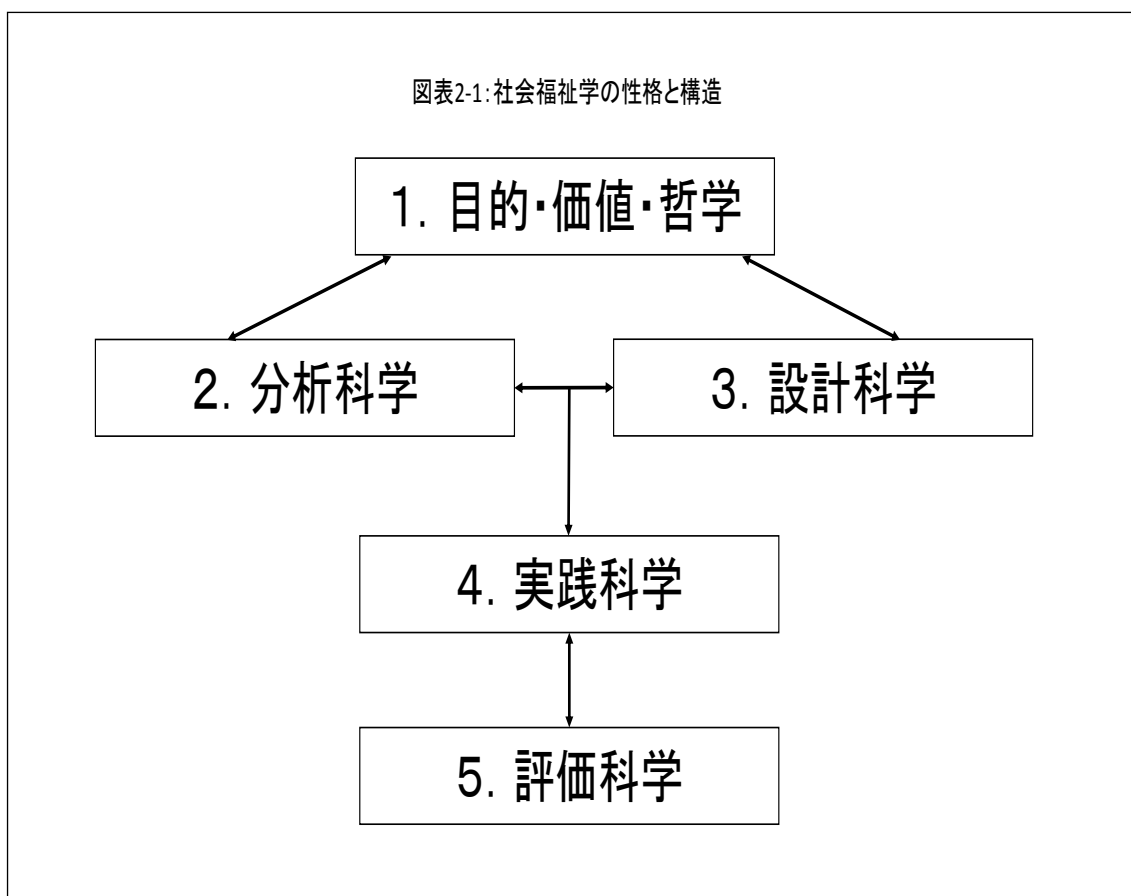 図表2-1:社会福祉学の性格と構造
1. 目的・価値・哲学
2. 分析科学
3. 設計科学
4. 実践科学
5. 評価科学